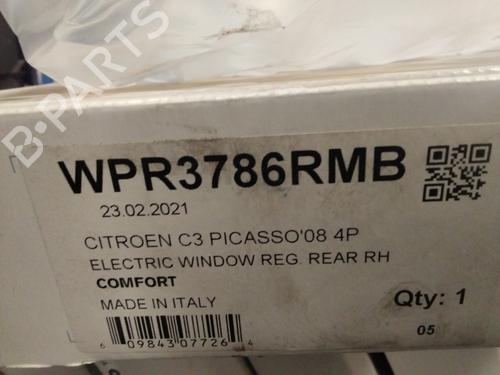 B-PARTS
WPR3786RMB
23.02.2021
CITROEN C3 PICASSO'08 4P
ELECTRIC WINDOW REG. REAR RH
COMFORT
MADE IN ITALY
Qty: 1
6 09843 07726 4
05